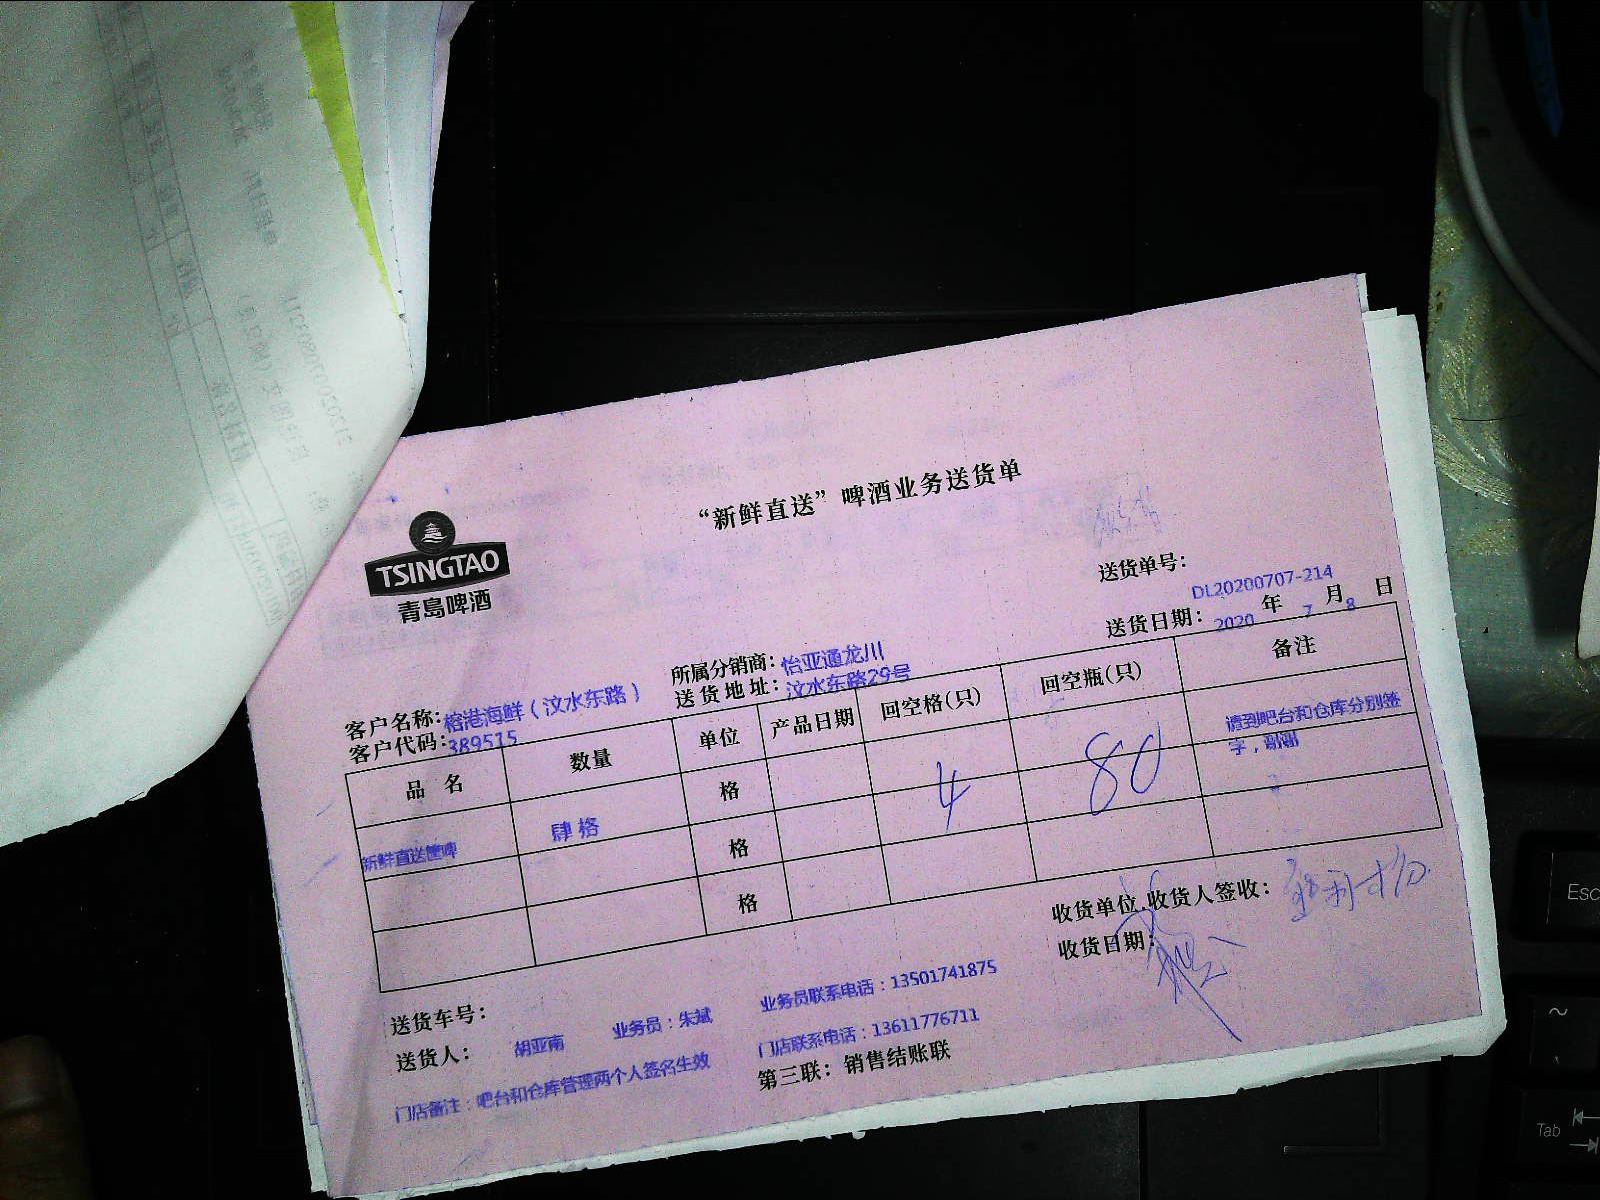 “新鲜直送”啤酒业务送货单
TSINGTAO
青岛啤酒
送货单号：
DL20200707-214
送货日期：2020 年 7 月 8 日
所属分销商：怡亚通龙川
送货地址：汶水东路29号
客户名称：榕港海鲜（汶水东路）
客户代码：389515
品 名 数量 单位 产品日期 回空格(只) 回空瓶(只) 备注
新鲜直送筐啤 肆格 格 4 80 请到吧台和仓库分别签字，谢谢
格
格
收货单位、收货人签收：
收货日期：
送货车号：
送货人： 胡亚南 业务员：朱斌 业务员联系电话：13501741875
门店联系电话：13611776711
门店备注：吧台和仓库管理两个人签名生效
第三联：销售结账联
Esc
~
Tab